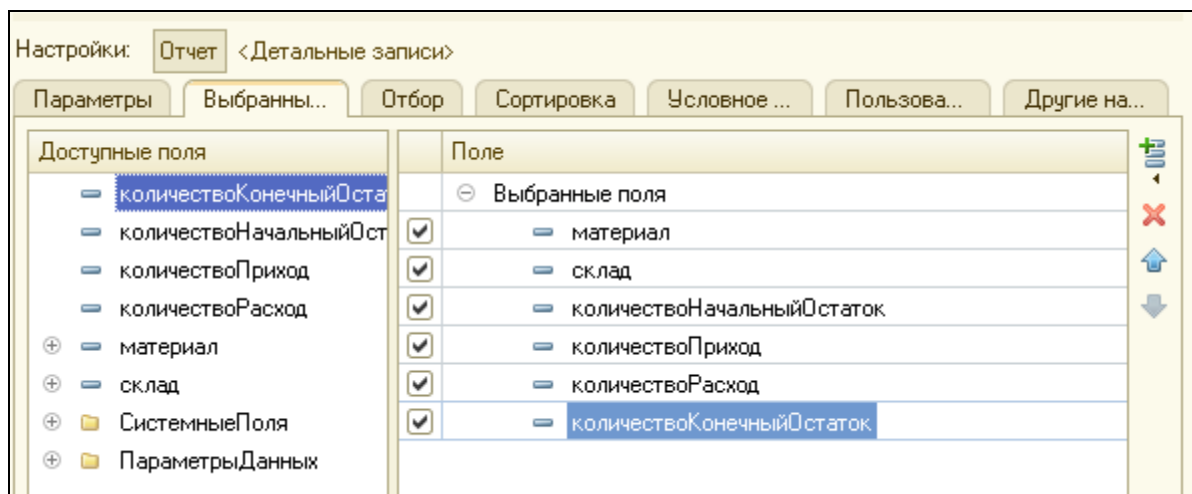 Настройки: Отчет <Детальные записи>
Параметры Выбранны... Отбор Сортировка Условное ... Пользова... Другие на...
Доступные поля Поле
количествоКонечныйОста Выбранные поля
количествоНачальныйОст материал
количествоПриход склад
количествоРасход количествоНачальныйОстаток
материал количествоПриход
склад количествоРасход
СистемныеПоля количествоКонечныйОстаток
ПараметрыДанных